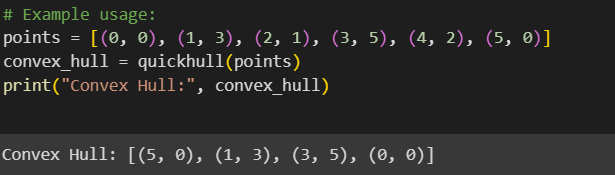 # Example usage:
points = [(0, 0), (1, 3), (2, 1), (3, 5), (4, 2), (5, 0)]
convex_hull = quickhull(points)
print("Convex Hull:", convex_hull)
Convex Hull: [(5, 0), (1, 3), (3, 5), (0, 0)]